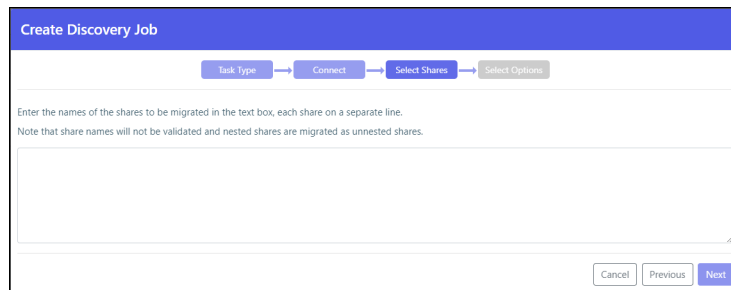 Create Discovery Job
Task Type Connect Select Shares Select Options
Enter the names of the shares to be migrated in the text box, each share on a separate line.
Note that share names will not be validated and nested shares are migrated as unnested shares.
Cancel Previous Next